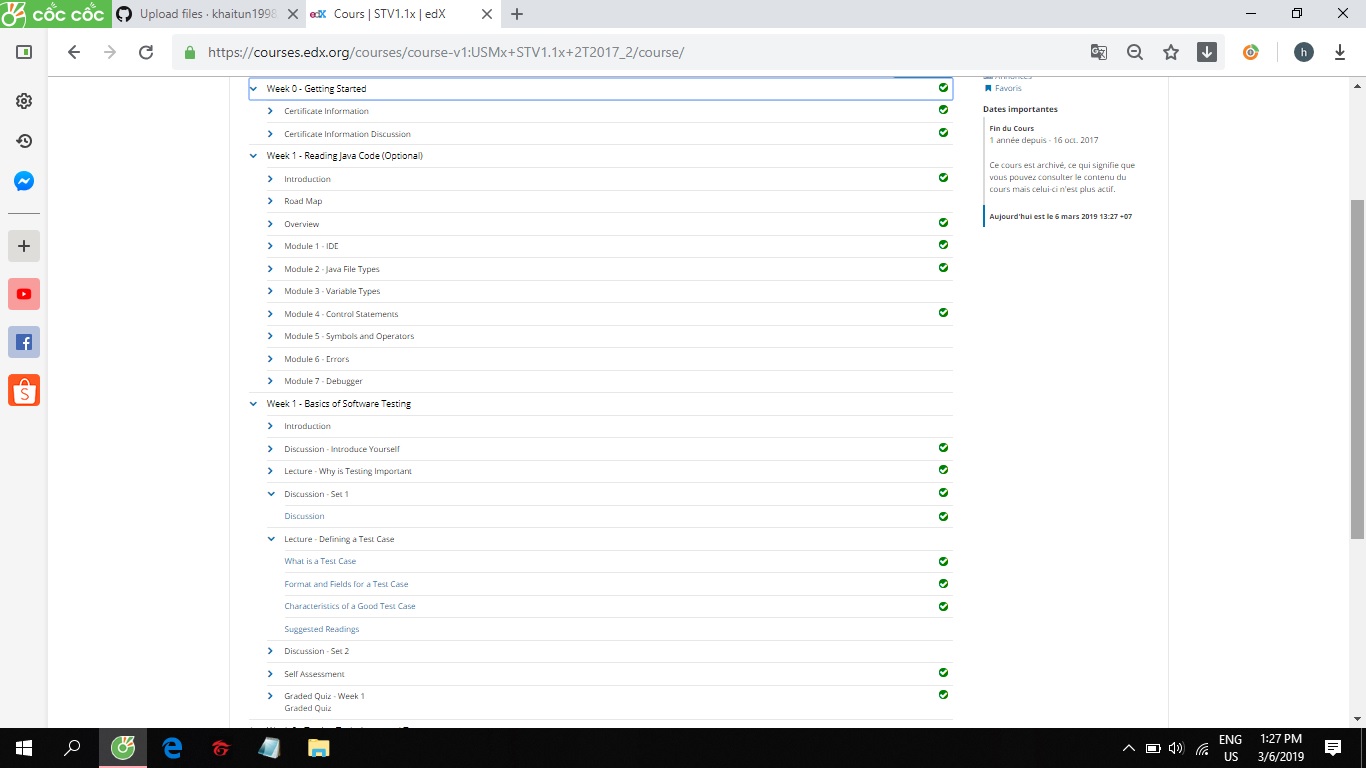 cốc cốc
Upload files · khaitun1998
edX Cours | STV1.1x | edX
https://courses.edx.org/courses/course-v1:USMx+STV1.1x+2T2017_2/course/
h
Week 0 - Getting Started
Certificate Information
Certificate Information Discussion
Week 1 - Reading Java Code (Optional)
Introduction
Road Map
Overview
Module 1 - IDE
Module 2 - Java File Types
Module 3 - Variable Types
Module 4 - Control Statements
Module 5 - Symbols and Operators
Module 6 - Errors
Module 7 - Debugger
Week 1 - Basics of Software Testing
Introduction
Discussion - Introduce Yourself
Lecture - Why is Testing Important
Discussion - Set 1
Discussion
Lecture - Defining a Test Case
What is a Test Case
Format and Fields for a Test Case
Characteristics of a Good Test Case
Suggested Readings
Discussion - Set 2
Self Assessment
Graded Quiz - Week 1
Graded Quiz
Favoris
Dates importantes
Fin du Cours
1 année depuis - 16 oct. 2017
Ce cours est archivé, ce qui signifie que
vous pouvez consulter le contenu du
cours mais celui-ci n'est plus actif.
Aujourd'hui est le 6 mars 2019 13:27 +07
ENG
US
1:27 PM
3/6/2019